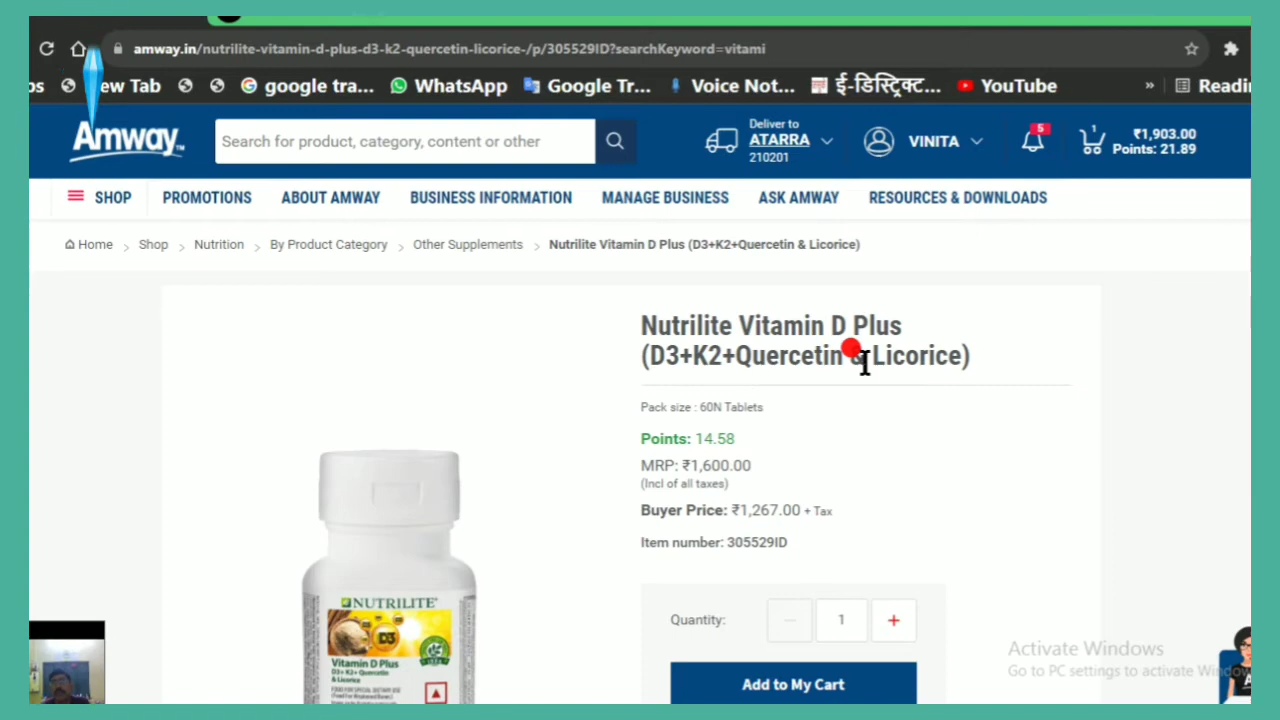 amway.in/nutrilite-vitamin-d-plus-d3-k2-quercetin-licorice-/p/305529ID?searchKeyword=vitami
ps ew Tab google tra... WhatsApp Google Tr... Voice Not... ई-डिस्ट्रिक्ट... YouTube » Readi
Amway Search for product, category, content or other Deliver to ATARRA 210201 VINITA 5 1 ₹1,903.00 Points: 21.89
SHOP PROMOTIONS ABOUT AMWAY BUSINESS INFORMATION MANAGE BUSINESS ASK AMWAY RESOURCES & DOWNLOADS
Home > Shop > Nutrition > By Product Category > Other Supplements > Nutrilite Vitamin D Plus (D3+K2+Quercetin & Licorice)
Nutrilite Vitamin D Plus
(D3+K2+Quercetin & Licorice)
Pack size : 60N Tablets
Points: 14.58
MRP: ₹1,600.00
(Incl of all taxes)
Buyer Price: ₹1,267.00 + Tax
Item number: 305529ID
Quantity: 1 +
Add to My Cart
NUTRILITE
D3
Vitamin D Plus
D3+ K2+ Quercetin
& Licorice
Activate Windows
Go to PC settings to activate Window